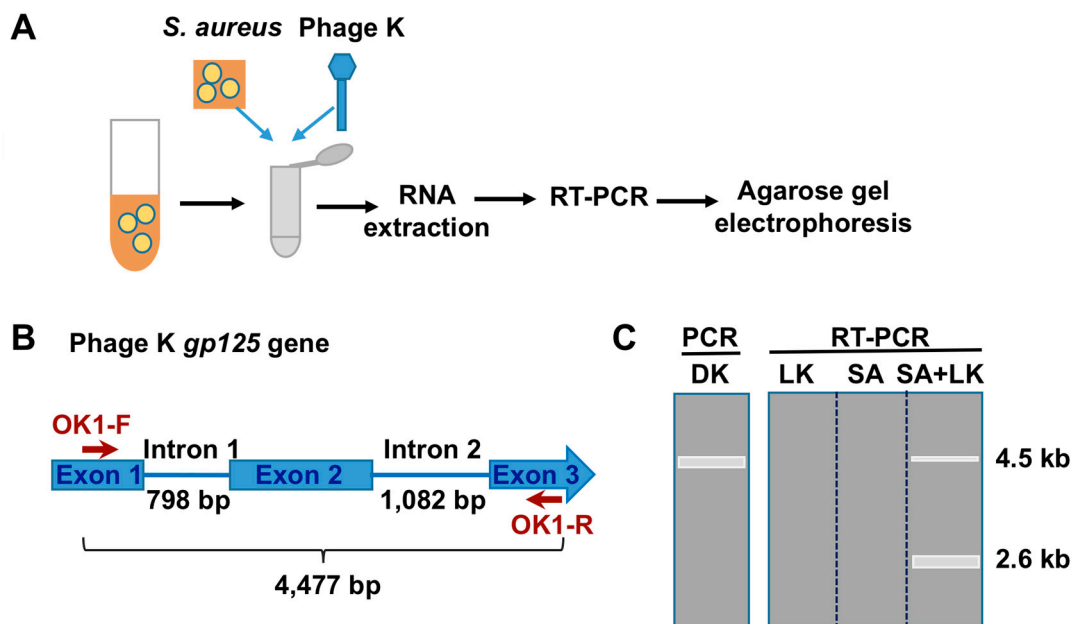 A
S. aureus Phage K
RNA
extraction
RT-PCR
Agarose gel
electrophoresis
B
Phage K gp125 gene
OK1-F
Intron 1
Intron 2
Exon 1
Exon 2
Exon 3
798 bp
1,082 bp
OK1-R
4,477 bp
C
PCR
RT-PCR
DK
LK
SA
SA+LK
4.5 kb
2.6 kb